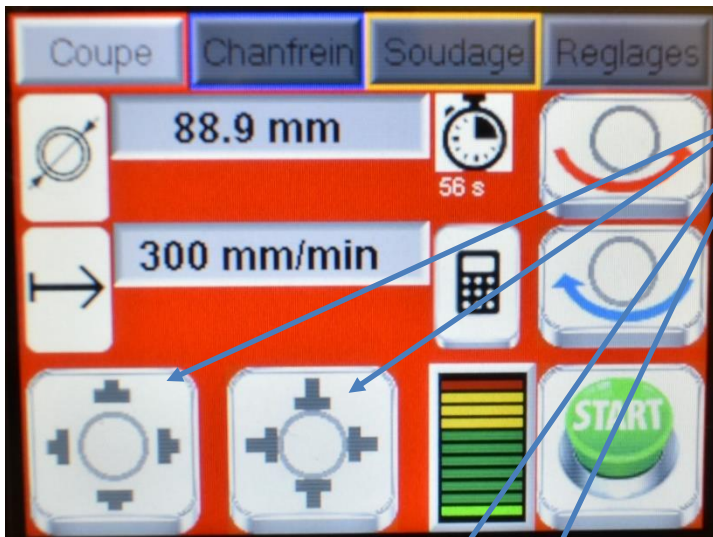 Coupe Chanfrein Soudage Reglages
88.9 mm
56 s
300 mm/min
START